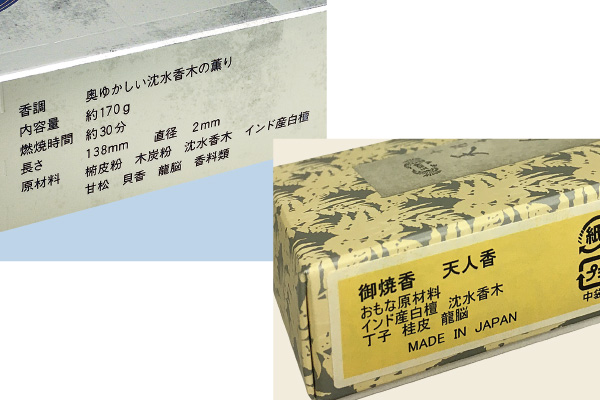 香調 奥ゆかしい沈水香木の薫り
内容量 約170g
燃焼時間 約30分
長さ 138mm 直径 2mm
原材料 椨皮粉 木炭粉 沈水香木 インド産白檀
甘松 貝香 龍脳 香料類
御焼香 天人香
おもな原材料
インド産白檀 沈水香木
丁子 桂皮 龍脳
MADE IN JAPAN
紙
プラ
中袋